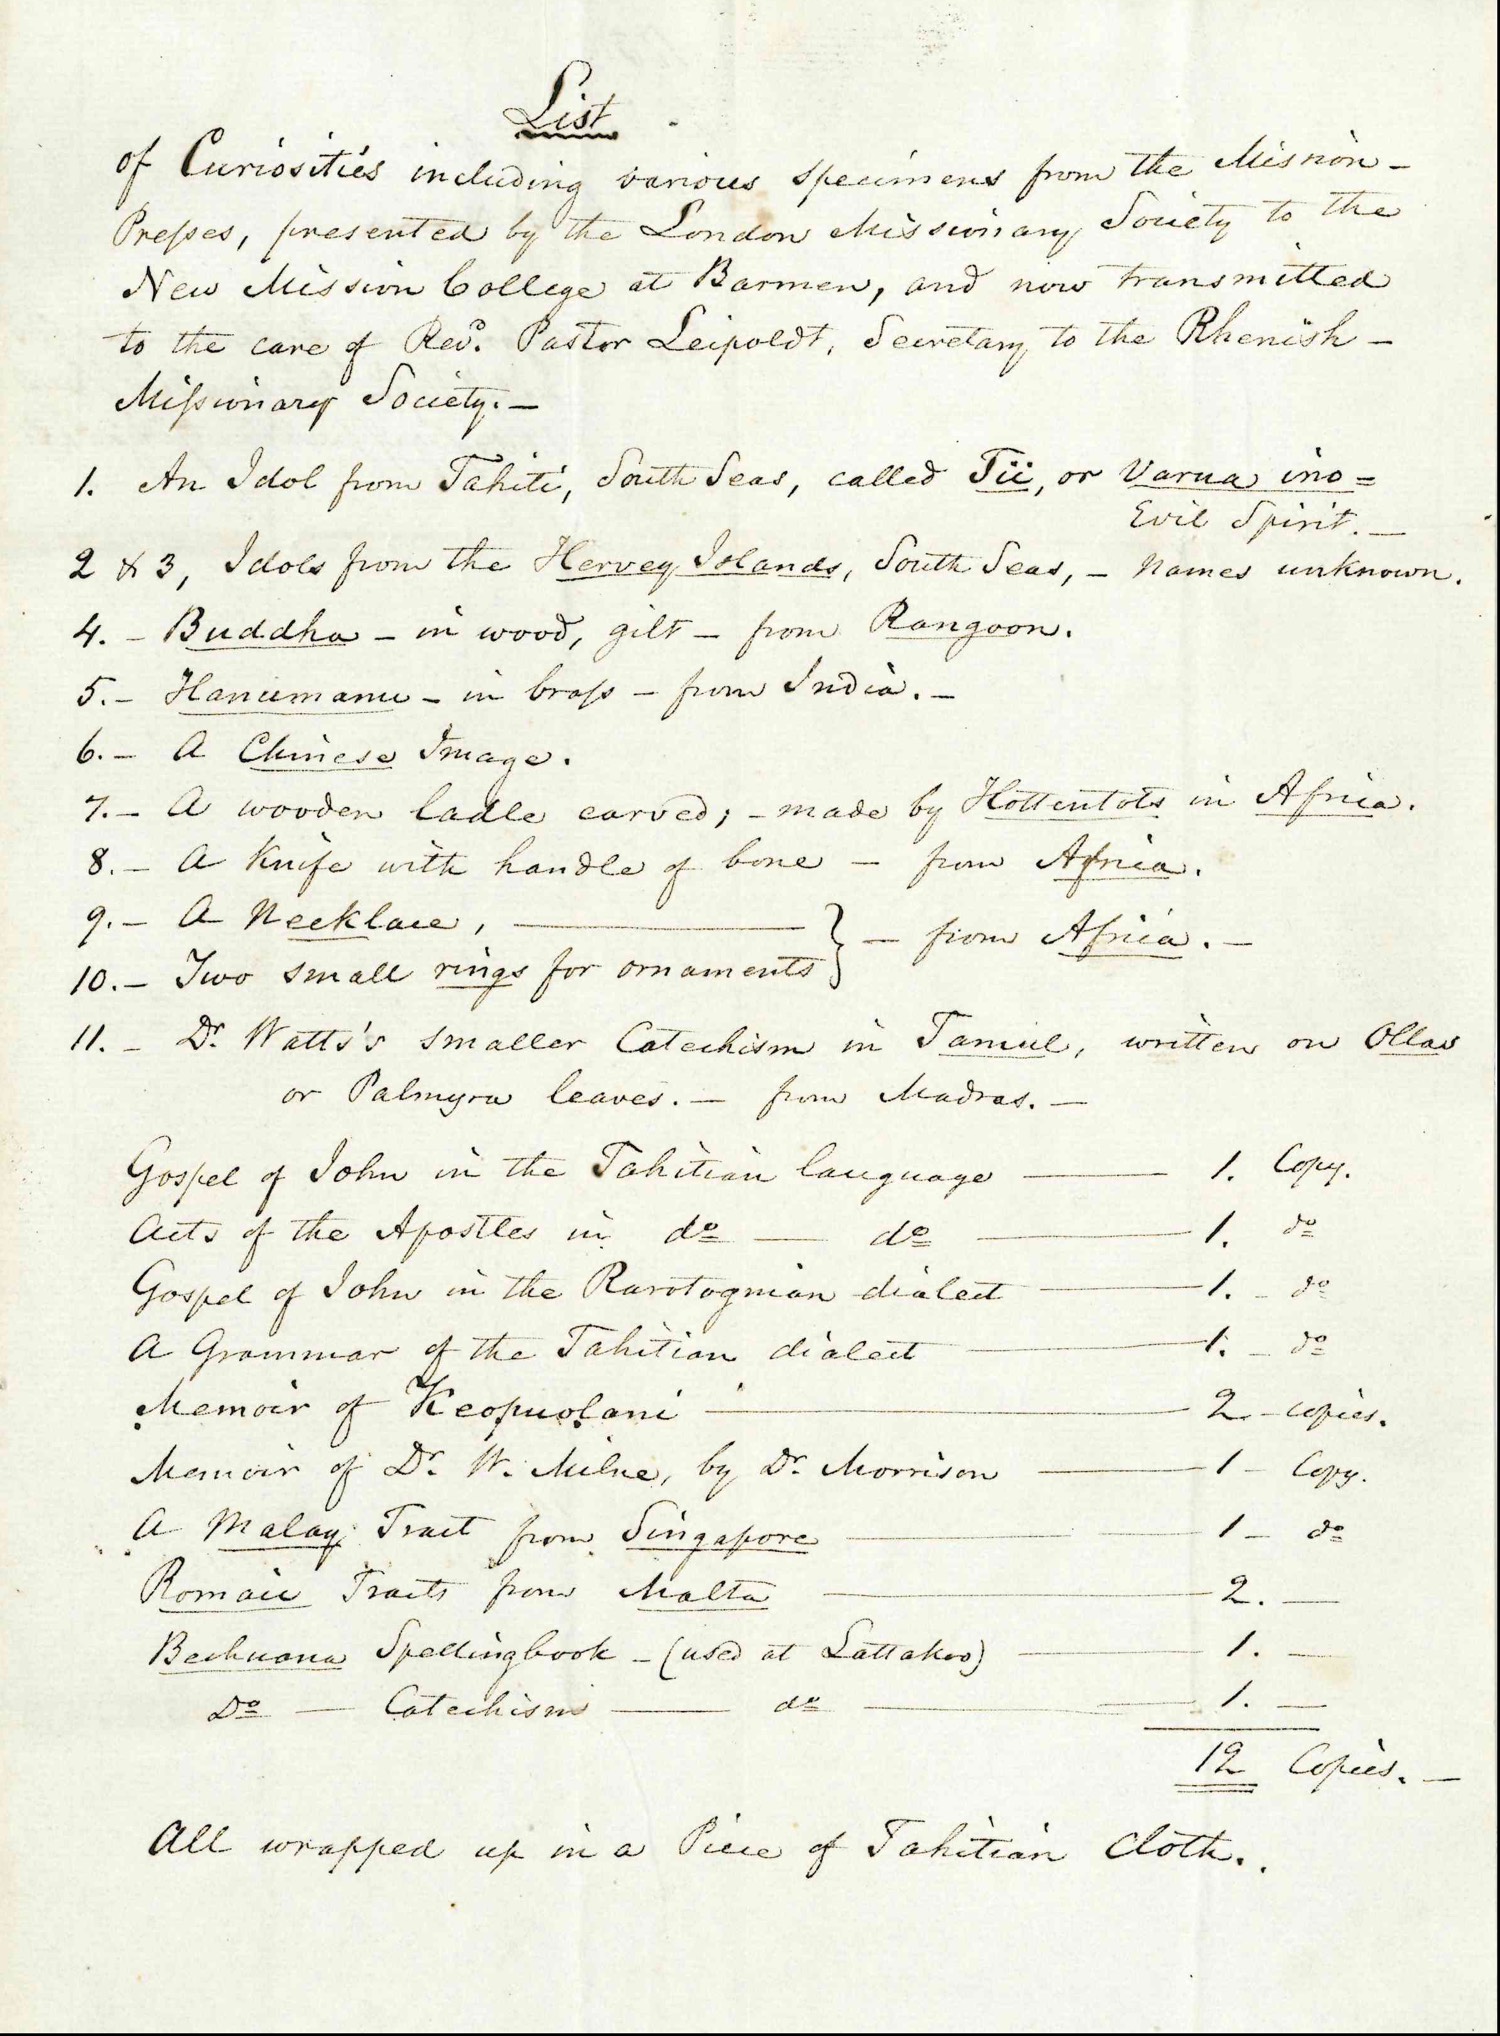 List
of Curiosities including various specimens from the Mission-
Presses, presented by the London Missionary Society to the
New Mission College at Barmen, and now transmitted
to the care of Revd. Pastor Leipoldt, Secretary to the Rhenish-
Missionary Society.—
1. An Idol from Tahiti, South Seas, called Tii, or Varua ino=
Evil Spirit.—
2 & 3, Idols from the Hervey Islands, South Seas, – Names unknown.
4. – Buddha – in wood, gilt – from Rangoon.
5. – Hanumanu – in brass – from India. –
6. – A Chinese Image.
7. – A wooden ladle carved; – made by Hottentots in Africa.
8. – A Knife with handle of bone – from Africa.
9. – A Necklace, ——— } – from Africa. –
10. – Two small rings for ornaments
11. – Dr. Watts's smaller Catechism in Tamul, written on Ollas
or Palmyra leaves. – from Madras. –
Gospel of John in the Tahitian language ——— 1. Copy.
Acts of the Apostles in do — do ——— 1. do
Gospel of John in the Rarotognian dialect ——— 1. – do
A Grammar of the Tahitian dialect ——— 1. – do
Memoir of Keopuolani ——— 2. – copies.
Memoir of Dr. W. Milne, by Dr. Morrison ——— 1 – Copy.
A Malay Tract from Singapore ——— 1 – do
Romaic Tracts from Malta ——— 2. —
Bechuana Spellingbook – (used at Lattakoo) ——— 1. —
Do — Catechism — do ——— 1. —
12 Copies. –
All wrapped up in a Piece of Tahitian Cloth.